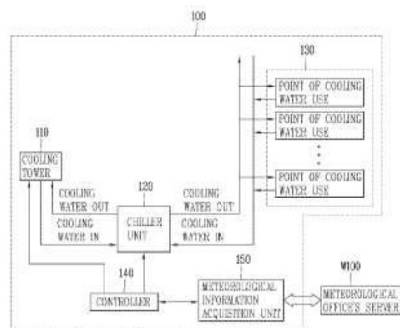 100
130
POINT OF COOLING
WATER USE
POINT OF COOLING
WATER USE
POINT OF COOLING
WATER USE
110
COOLING
TOWER
120
CHILLER
UNIT
COOLING
WATER OUT
COOLING
WATER IN
COOLING
WATER OUT
COOLING
WATER IN
140
CONTROLLER
150
METEOROLOGICAL
INFORMATION
ACQUISITION UNIT
W100
METEOROLOGICAL
OFFICE'S SERVER